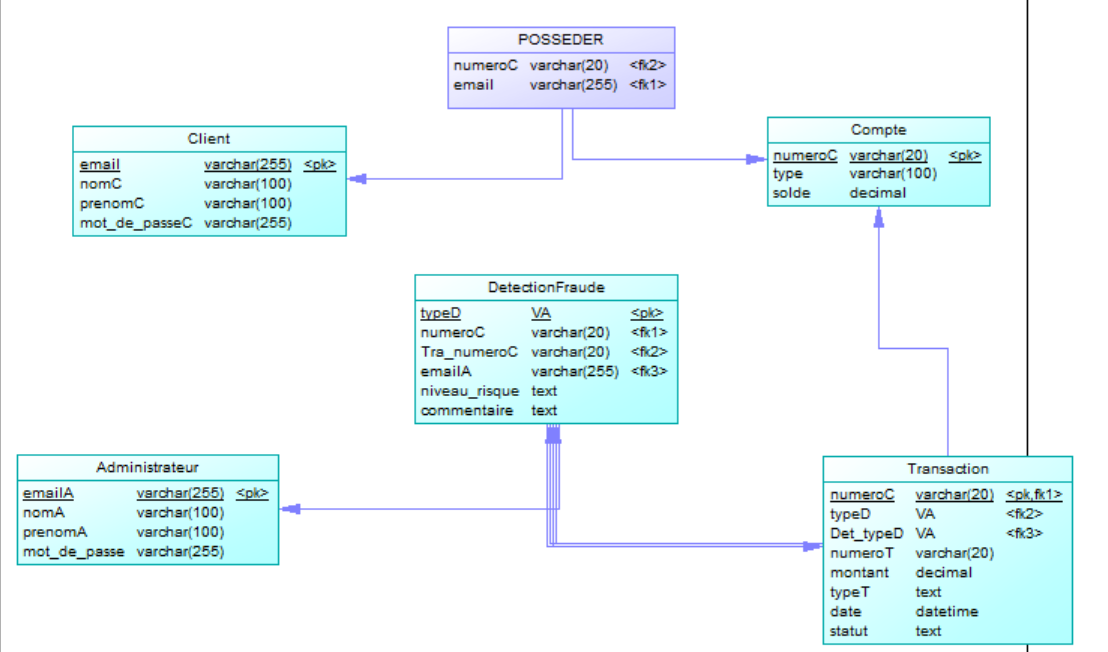 POSSEDER
numeroC varchar(20) <fk2>
email varchar(255) <fk1>
Client
email varchar(255) <pk>
nomC varchar(100)
prenomC varchar(100)
mot_de_passeC varchar(255)
Compte
numeroC varchar(20) <pk>
type varchar(100)
solde decimal
DetectionFraude
typeD VA <pk>
numeroC varchar(20) <fk1>
Tra_numeroC varchar(20) <fk2>
emailA varchar(255) <fk3>
niveau_risque text
commentaire text
Administrateur
emailA varchar(255) <pk>
nomA varchar(100)
prenomA varchar(100)
mot_de_passe varchar(255)
Transaction
numeroC varchar(20) <pk,fk1>
typeD VA <fk2>
Det_typeD VA <fk3>
numeroT varchar(20)
montant decimal
typeT text
date datetime
statut text